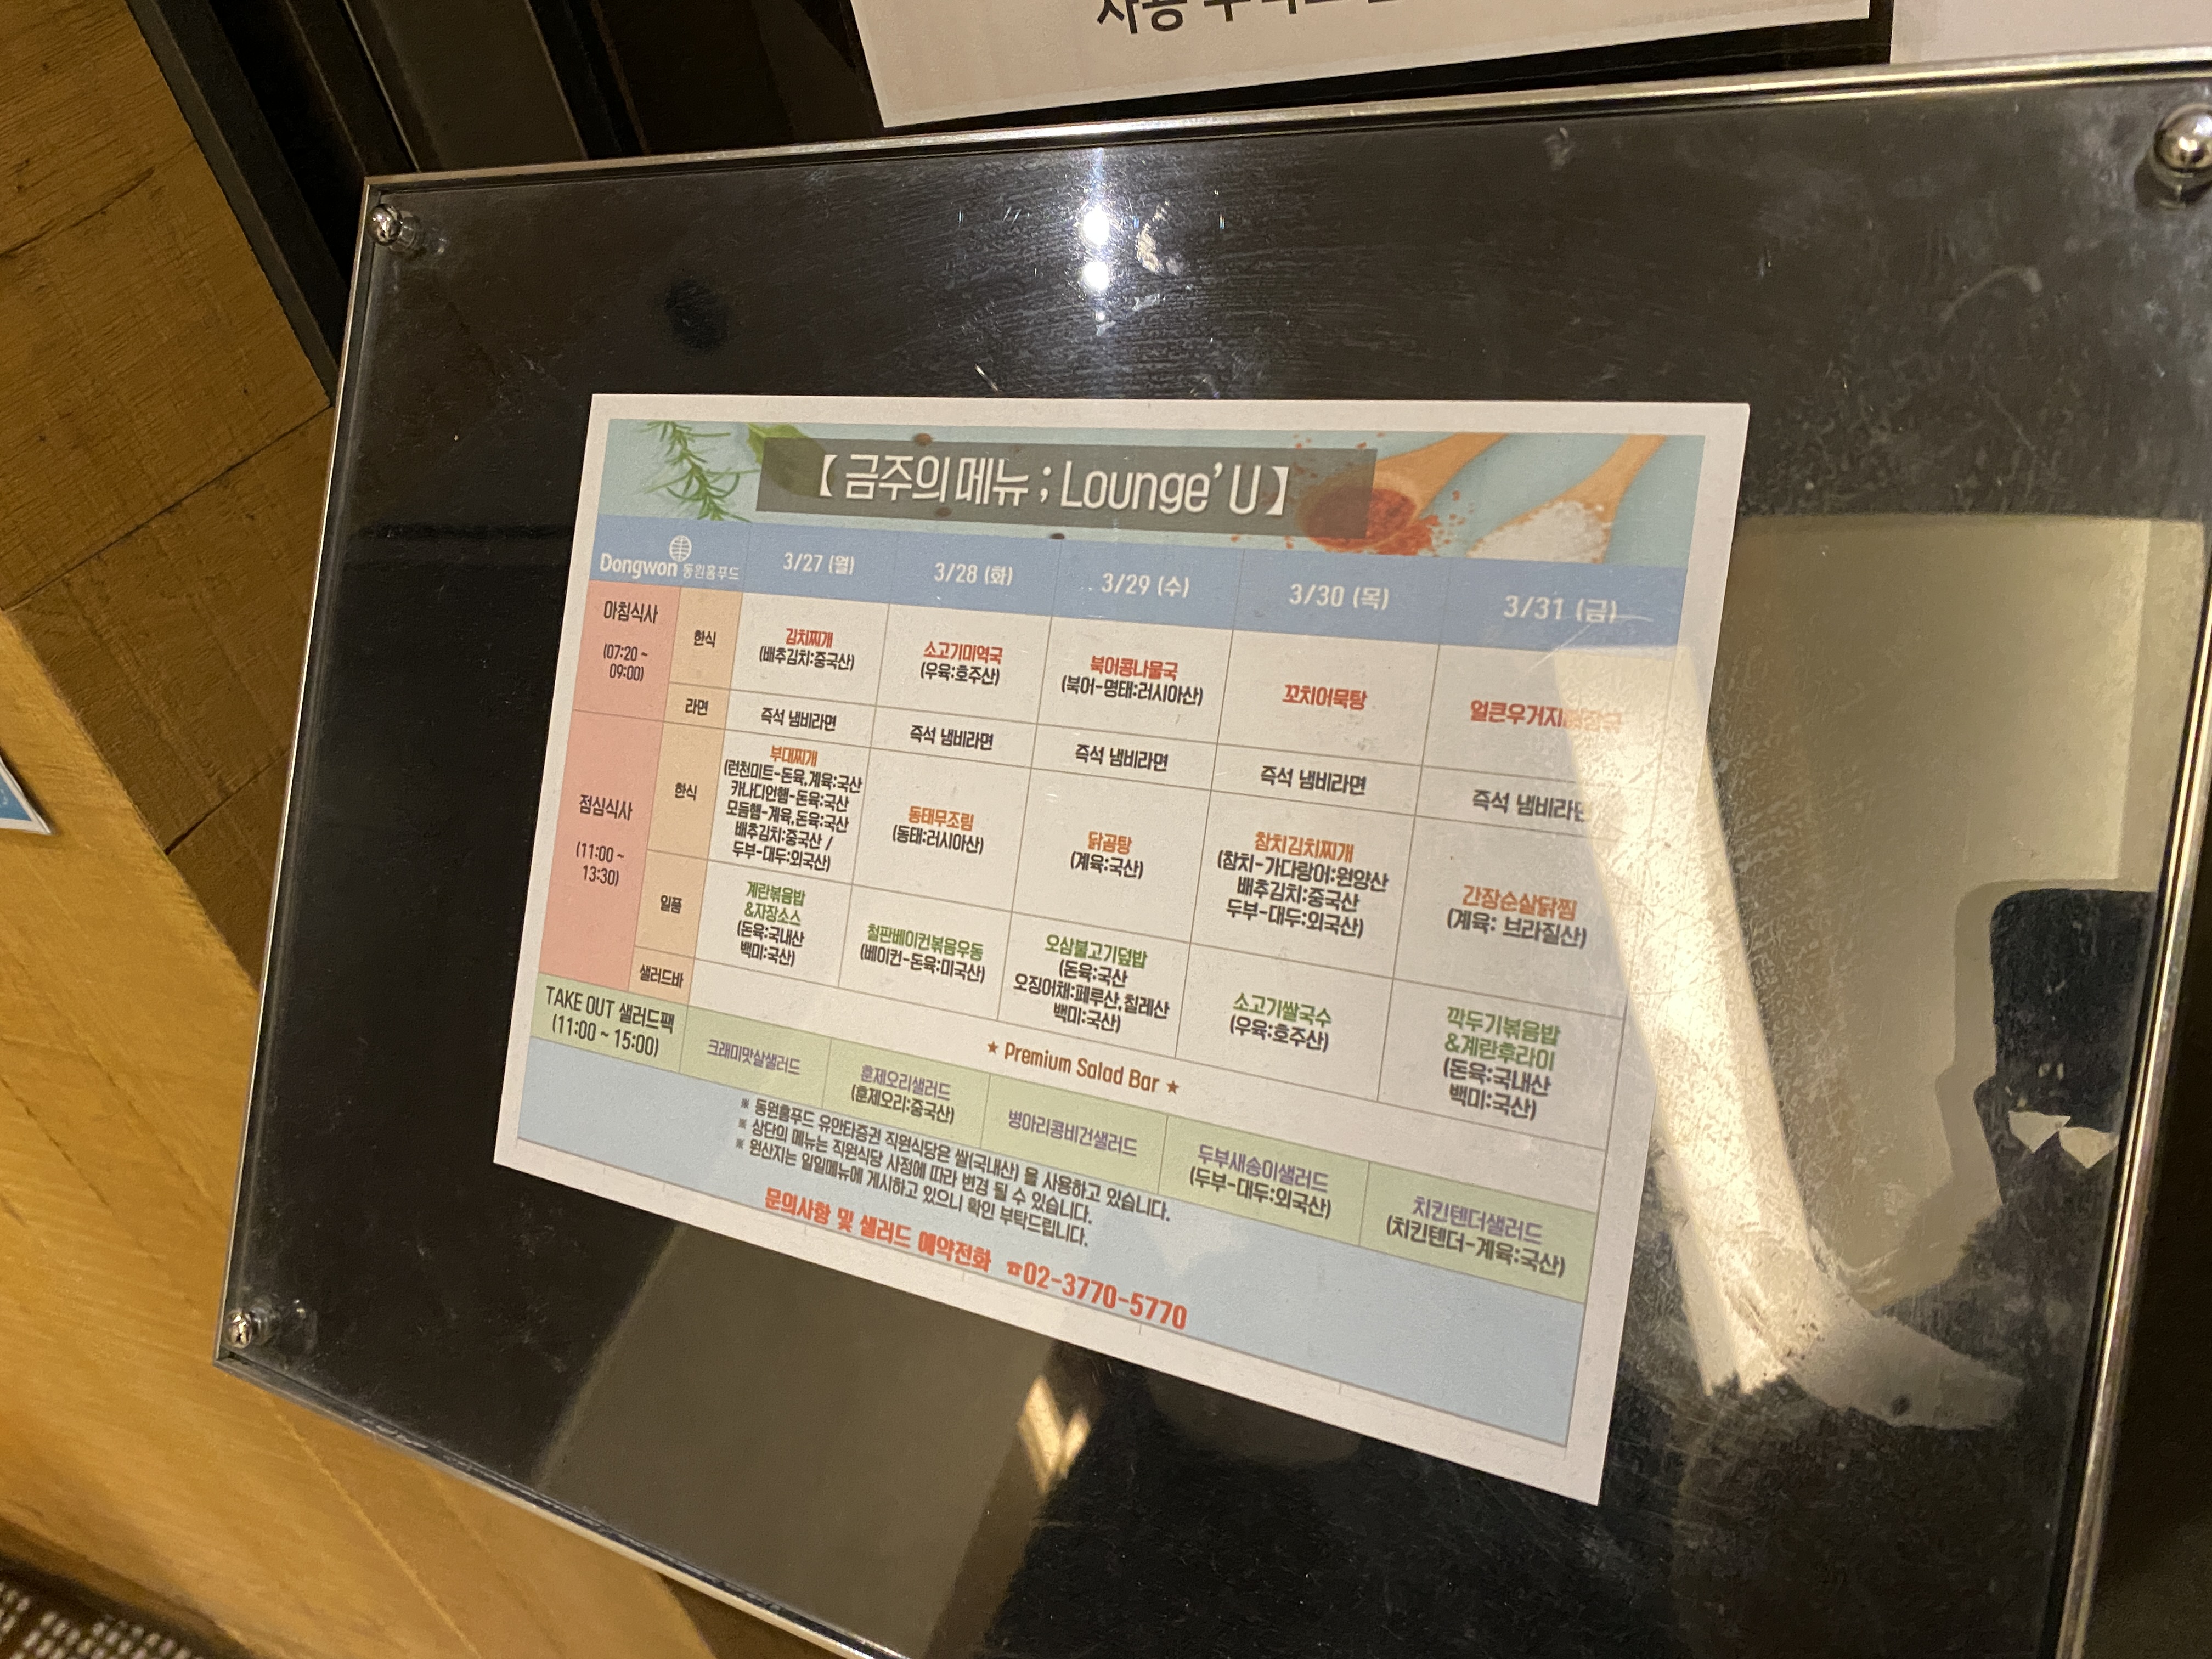 【금주의 메뉴 ; Lounge'U】
Dongwon 동원홈푸드
3/27 (월)
3/28 (화)
3/29 (수)
3/30 (목)
3/31 (금)
아침식사
(07:20 ~
09:00)
한식
김치찌개
(배추김치:중국산)
소고기미역국
(우육:호주산)
북어콩나물국
(북어-명태:러시아산)
꼬치어묵탕
얼큰우거지된장국
라면
즉석 냄비라면
즉석 냄비라면
즉석 냄비라면
즉석 냄비라면
즉석 냄비라면
점심식사
(11:00 ~
13:30)
한식
부대찌개
(런천미트-돈육,계육:국산
카나디언햄-돈육:국산
모듬햄-계육,돈육:국산
배추김치:중국산 /
두부-대두:외국산)
동태무조림
(동태:러시아산)
닭곰탕
(계육:국산)
참치김치찌개
(참치-가다랑어:원양산
배추김치:중국산
두부-대두:외국산)
간장순살닭찜
(계육: 브라질산)
일품
계란볶음밥
&자장소스
(돈육:국내산
백미:국산)
철판베이컨볶음우동
(베이컨-돈육:미국산)
오삼불고기덮밥
(돈육:국산
오징어채:페루산,칠레산
백미:국산)
소고기쌀국수
(우육:호주산)
깍두기볶음밥
&계란후라이
(돈육:국내산
백미:국산)
샐러드바
★ Premium Salad Bar ★
TAKE OUT 샐러드팩
(11:00 ~ 15:00)
크래미맛살샐러드
훈제오리샐러드
(훈제오리:중국산)
병아리콩비건샐러드
두부새송이샐러드
(두부-대두:외국산)
치킨텐더샐러드
(치킨텐더-계육:국산)
※ 동원홈푸드 유안타증권 직원식당은 쌀(국내산) 을 사용하고 있습니다.
※ 상단의 메뉴는 직원식당 사정에 따라 변경 될 수 있습니다.
※ 원산지는 일일메뉴에 게시하고 있으니 확인 부탁드립니다.
문의사항 및 샐러드 예약전화 ☎02-3770-5770